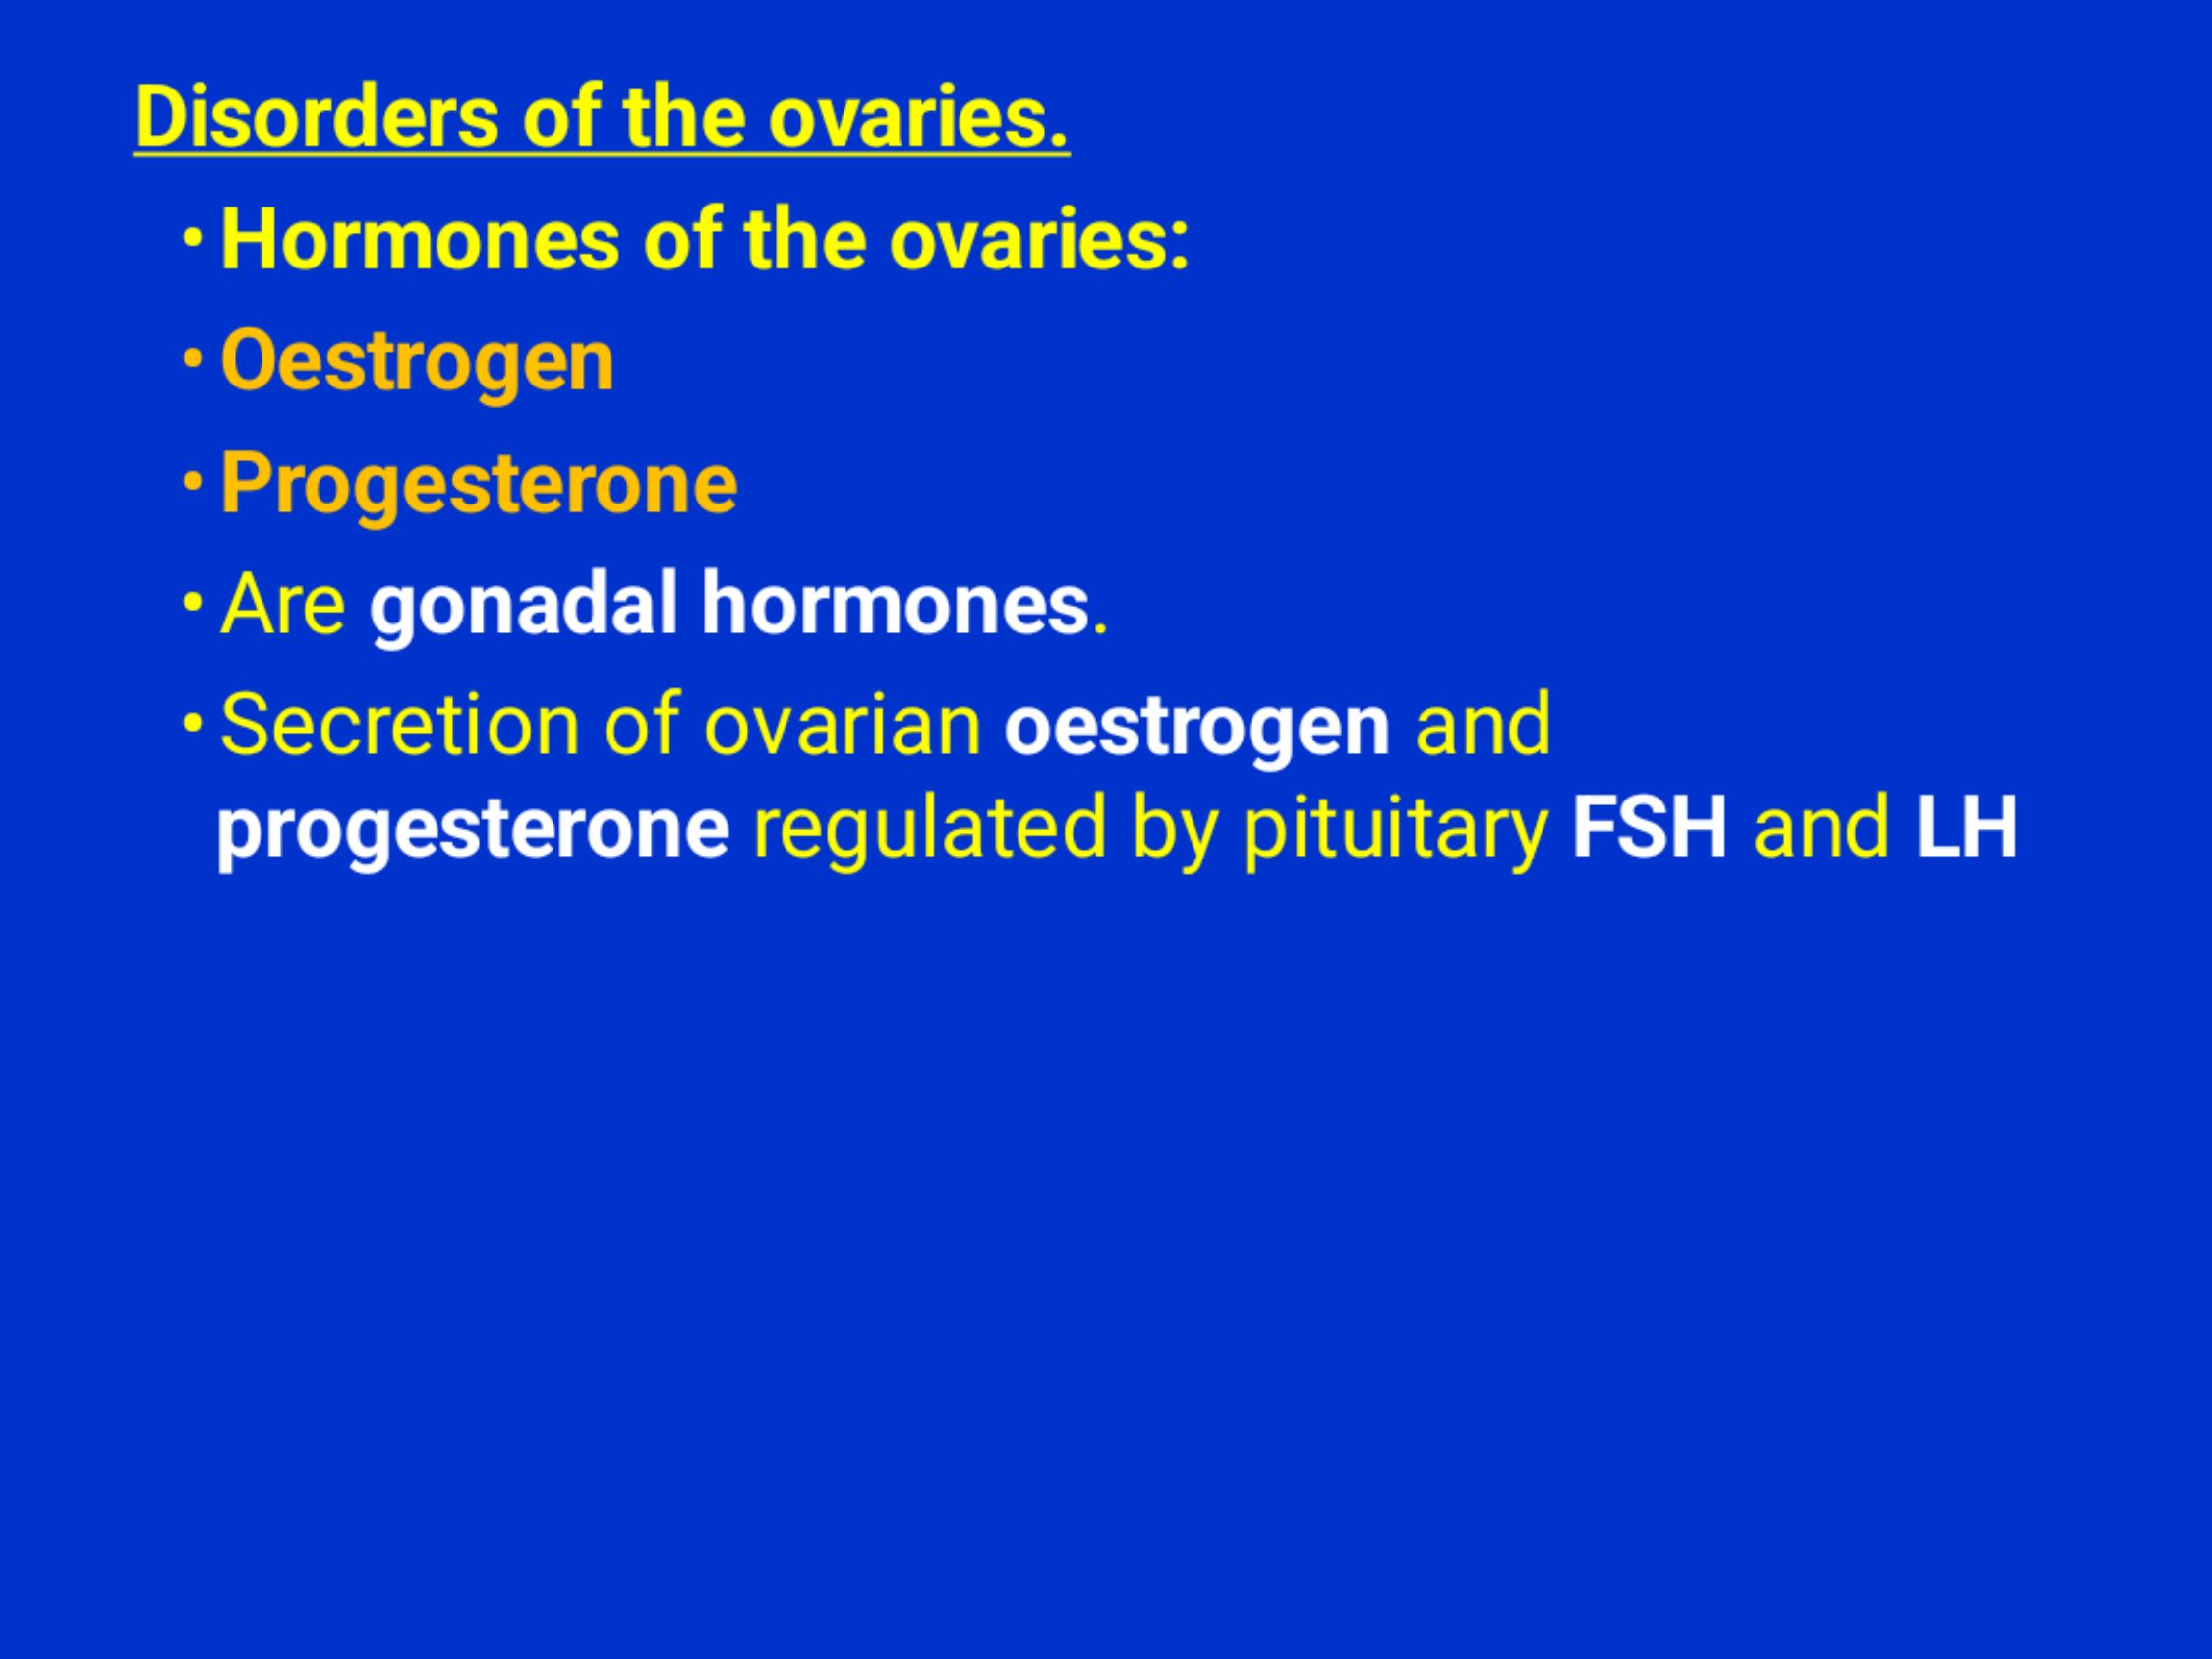 Disorders of the ovaries.
• Hormones of the ovaries:
• Oestrogen
• Progesterone
• Are gonadal hormones.
• Secretion of ovarian oestrogen and
progesterone regulated by pituitary FSH and LH